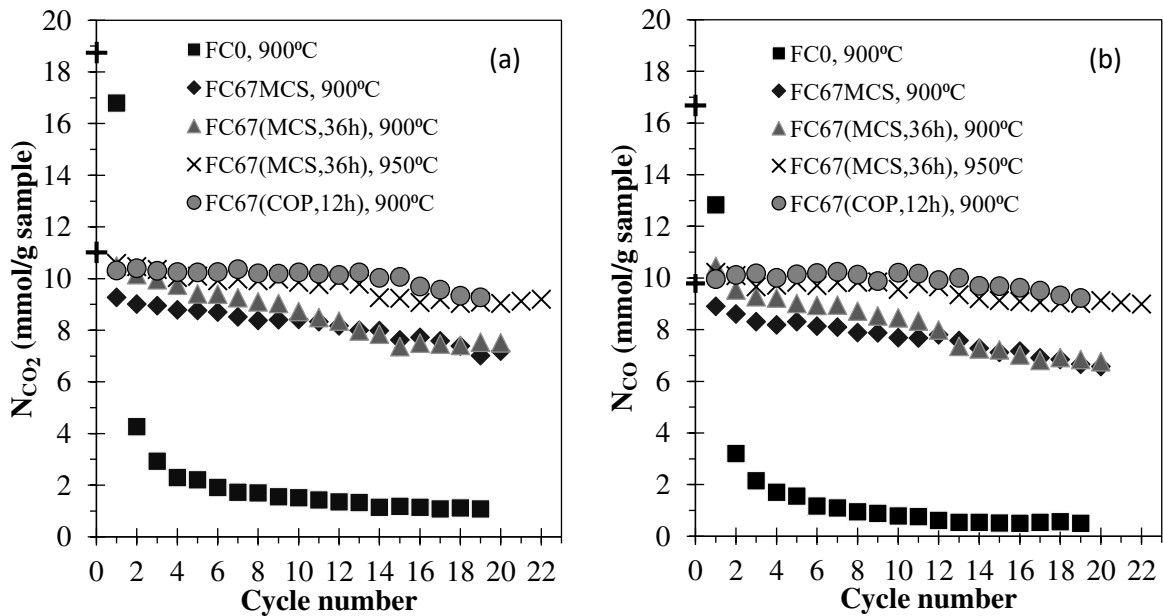 (a)
FC0, 900ºC
FC67MCS, 900ºC
FC67(MCS,36h), 900ºC
FC67(MCS,36h), 950ºC
FC67(COP,12h), 900ºC
N_CO₂ (mmol/g sample)
20
18
16
14
12
10
8
6
4
2
0
0 2 4 6 8 10 12 14 16 18 20 22
Cycle number
(b)
FC0, 900ºC
FC67MCS, 900ºC
FC67(MCS,36h), 900ºC
FC67(MCS,36h), 950ºC
FC67(COP,12h), 900ºC
N_CO (mmol/g sample)
20
18
16
14
12
10
8
6
4
2
0
0 2 4 6 8 10 12 14 16 18 20 22
Cycle number